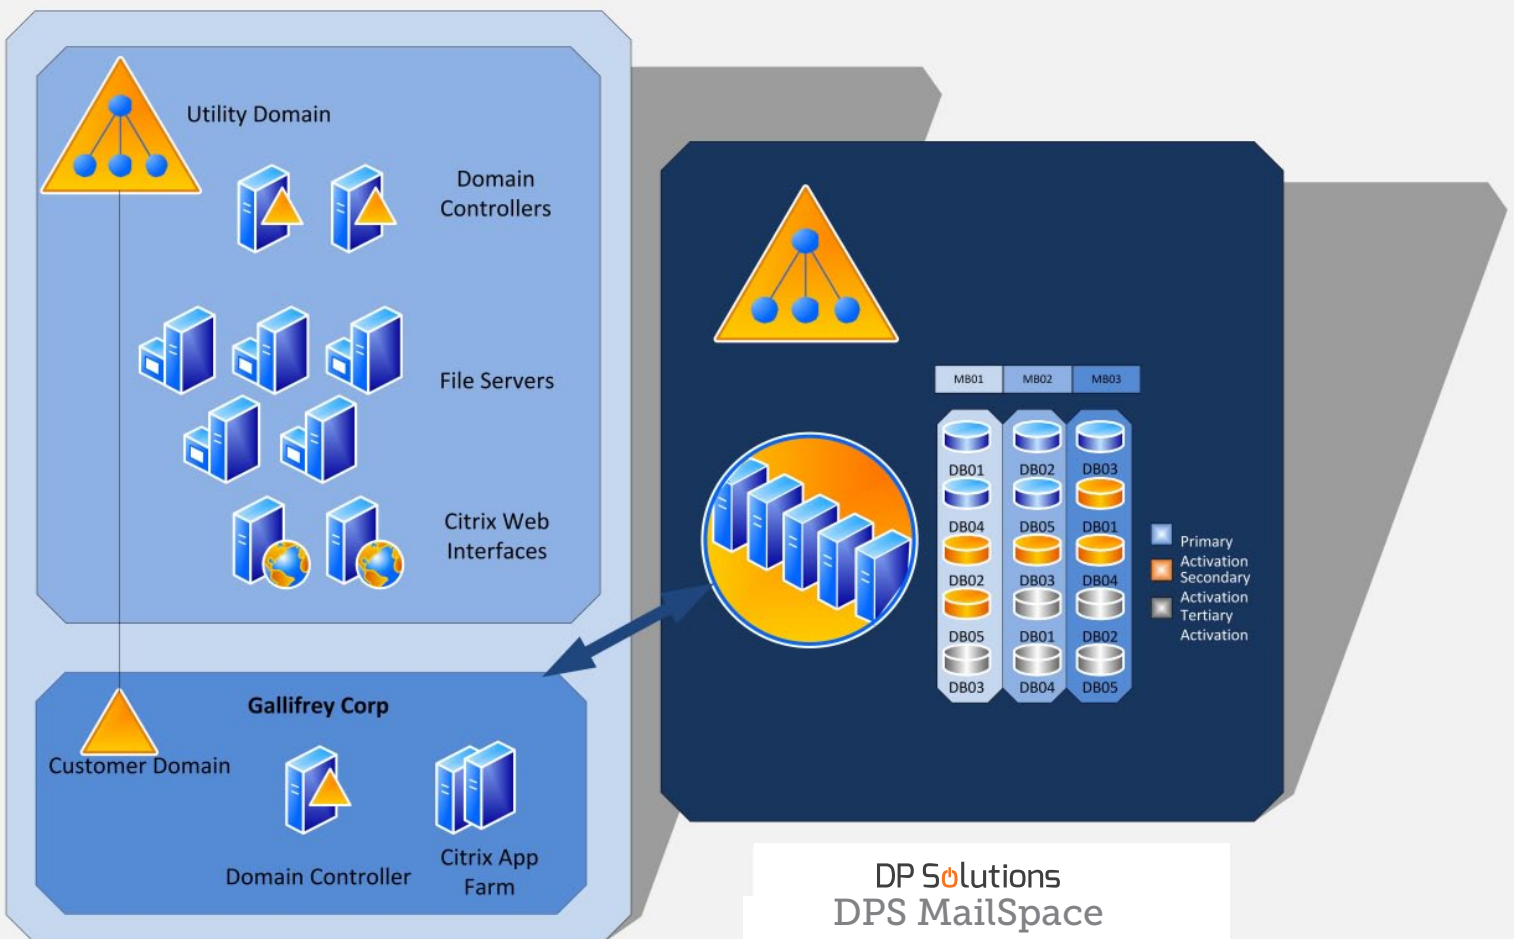 Utility Domain
Domain
Controllers
File Servers
Citrix Web
Interfaces
Gallifrey Corp
Customer Domain
Domain Controller
Citrix App
Farm
MB01 MB02 MB03
DB01 DB02 DB03
DB04 DB05 DB01
DB02 DB03 DB04
DB05 DB01 DB02
DB03 DB04 DB05
Primary
Activation
Secondary
Activation
Tertiary
Activation
DP Solutions
DPS MailSpace